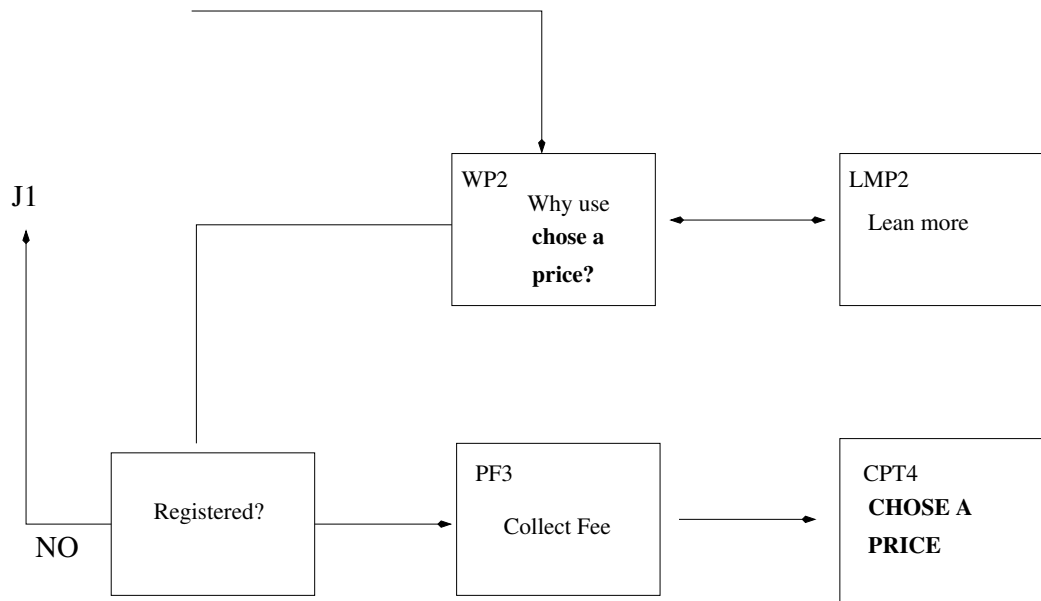 J1
WP2
Why use
chose a
price?
LMP2
Lean more
NO
Registered?
PF3
Collect Fee
CPT4
CHOSE A
PRICE